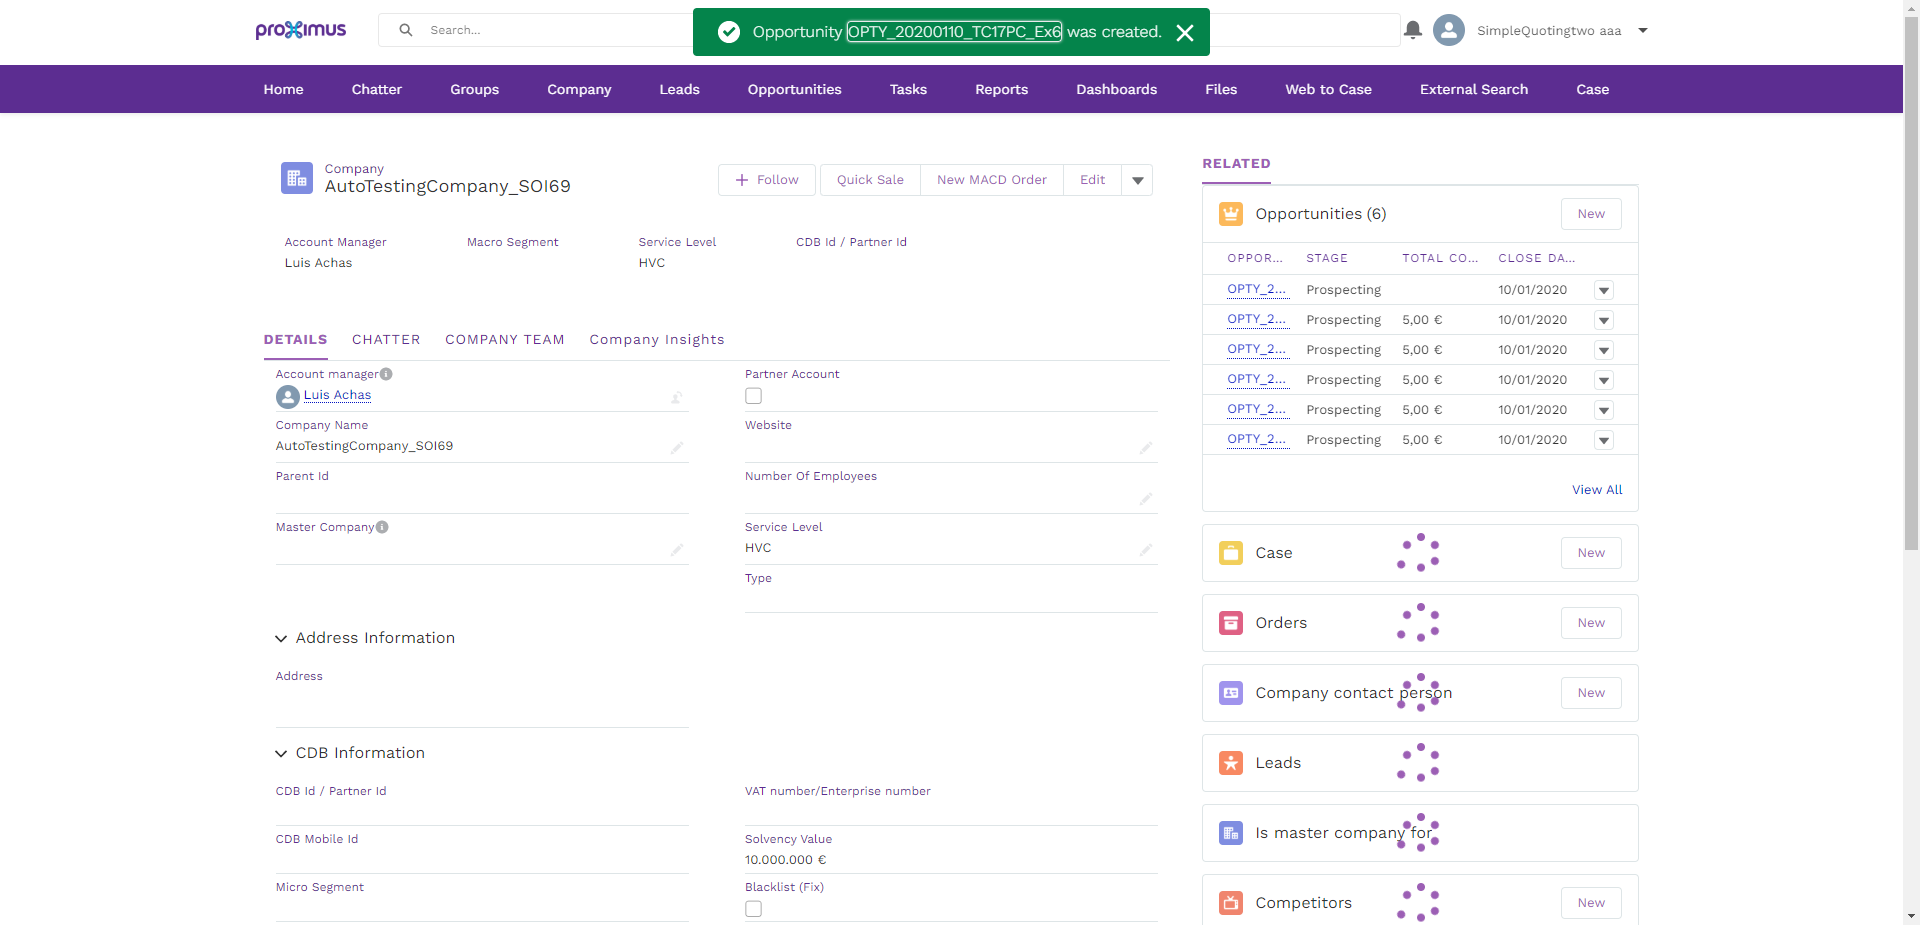 proximus
Search...
Opportunity OPTY_20200110_TC17PC_Ex6 was created.
SimpleQuotingtwo aaa
Home Chatter Groups Company Leads Opportunities Tasks Reports Dashboards Files Web to Case External Search Case
Company
AutoTestingCompany_SOI69
Follow Quick Sale New MACD Order Edit
Account Manager Macro Segment Service Level CDB Id / Partner Id
Luis Achas HVC
DETAILS CHATTER COMPANY TEAM Company Insights
Account manager Partner Account
Luis Achas
Company Name Website
AutoTestingCompany_SOI69
Parent Id Number Of Employees
Master Company Service Level
HVC
Type
Address Information
Address
CDB Information
CDB Id / Partner Id VAT number/Enterprise number
CDB Mobile Id Solvency Value
10.000.000 €
Micro Segment Blacklist (Fix)
RELATED
Opportunities (6) New
OPPOR... STAGE TOTAL CO... CLOSE DA...
OPTY_2... Prospecting 10/01/2020
OPTY_2... Prospecting 5,00 € 10/01/2020
OPTY_2... Prospecting 5,00 € 10/01/2020
OPTY_2... Prospecting 5,00 € 10/01/2020
OPTY_2... Prospecting 5,00 € 10/01/2020
OPTY_2... Prospecting 5,00 € 10/01/2020
View All
Case New
Orders New
Company contact person New
Leads
Is master company for
Competitors New